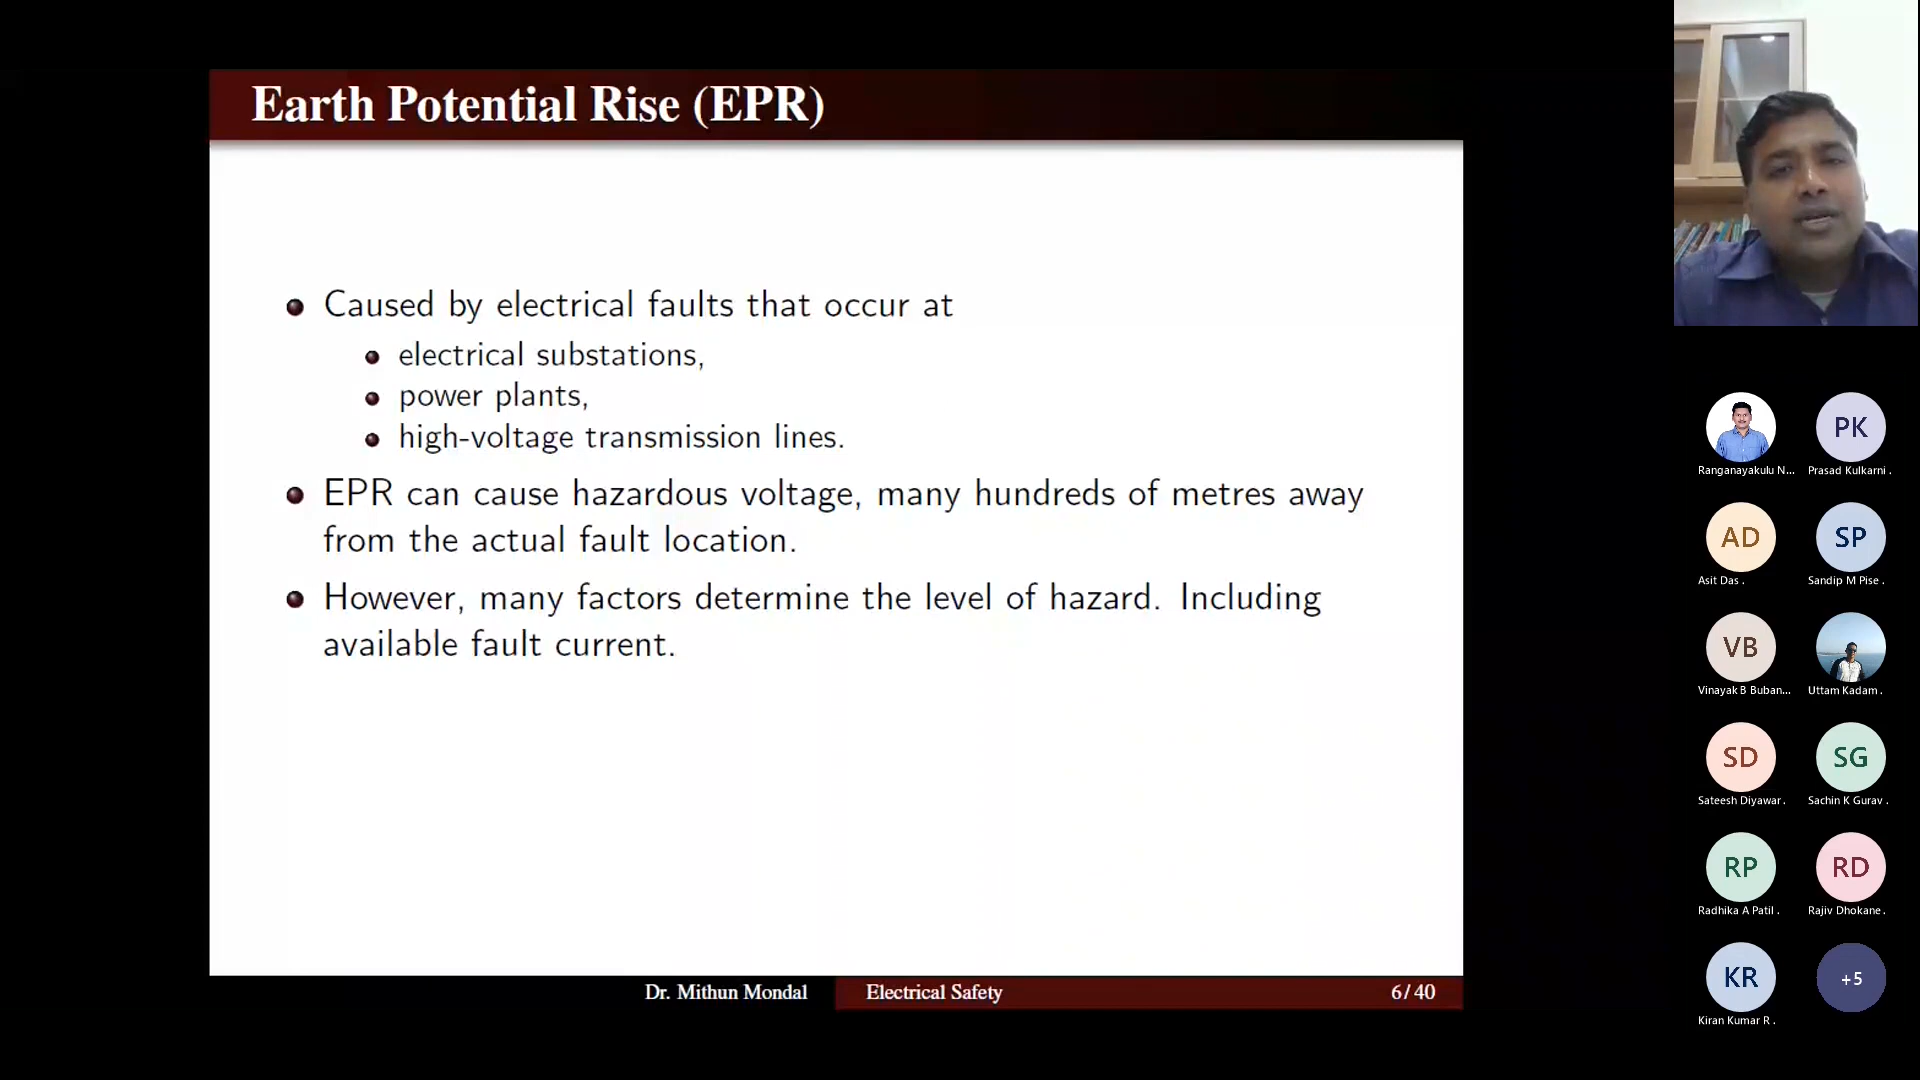 Earth Potential Rise (EPR)
Caused by electrical faults that occur at
electrical substations,
power plants,
high-voltage transmission lines.
EPR can cause hazardous voltage, many hundreds of metres away
from the actual fault location.
However, many factors determine the level of hazard. Including
available fault current.
Dr. Mithun Mondal
Electrical Safety
6/40
Ranganayakulu N...
PK
Prasad Kulkarni .
AD
Asit Das .
SP
Sandip M Pise .
VB
Vinayak B Buban...
Uttam Kadam .
SD
Sateesh Diyawar .
SG
Sachin K Gurav .
RP
Radhika A Patil .
RD
Rajiv Dhokane .
KR
Kiran Kumar R .
+5